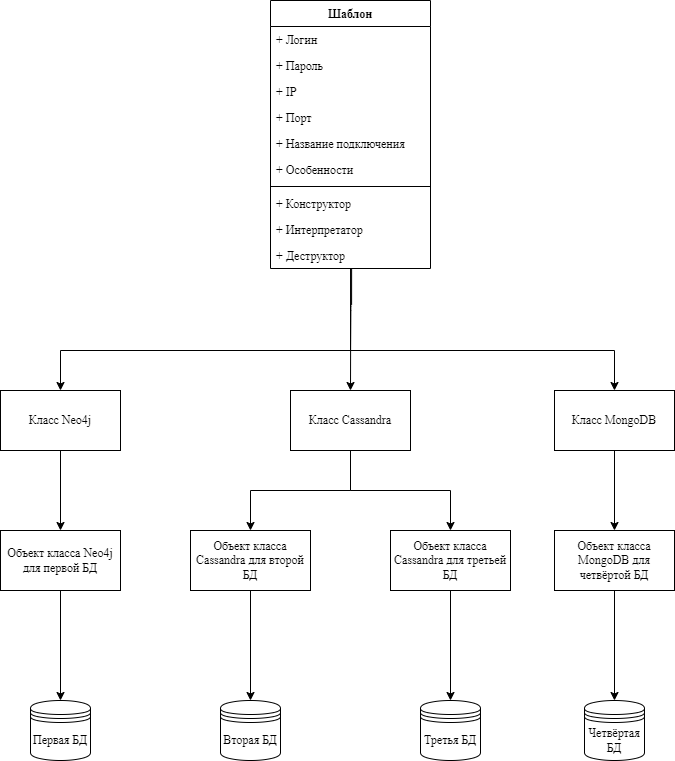 Шаблон
+ Логин
+ Пароль
+ IP
+ Порт
+ Название подключения
+ Особенности
+ Конструктор
+ Интерпретатор
+ Деструктор
Класс Neo4j
Класс Cassandra
Класс MongoDB
Объект класса Neo4j
для первой БД
Объект класса
Cassandra для второй
БД
Объект класса
Cassandra для третьей
БД
Объект класса
MongoDB для
четвёртой БД
Первая БД
Вторая БД
Третья БД
Четвёртая
БД